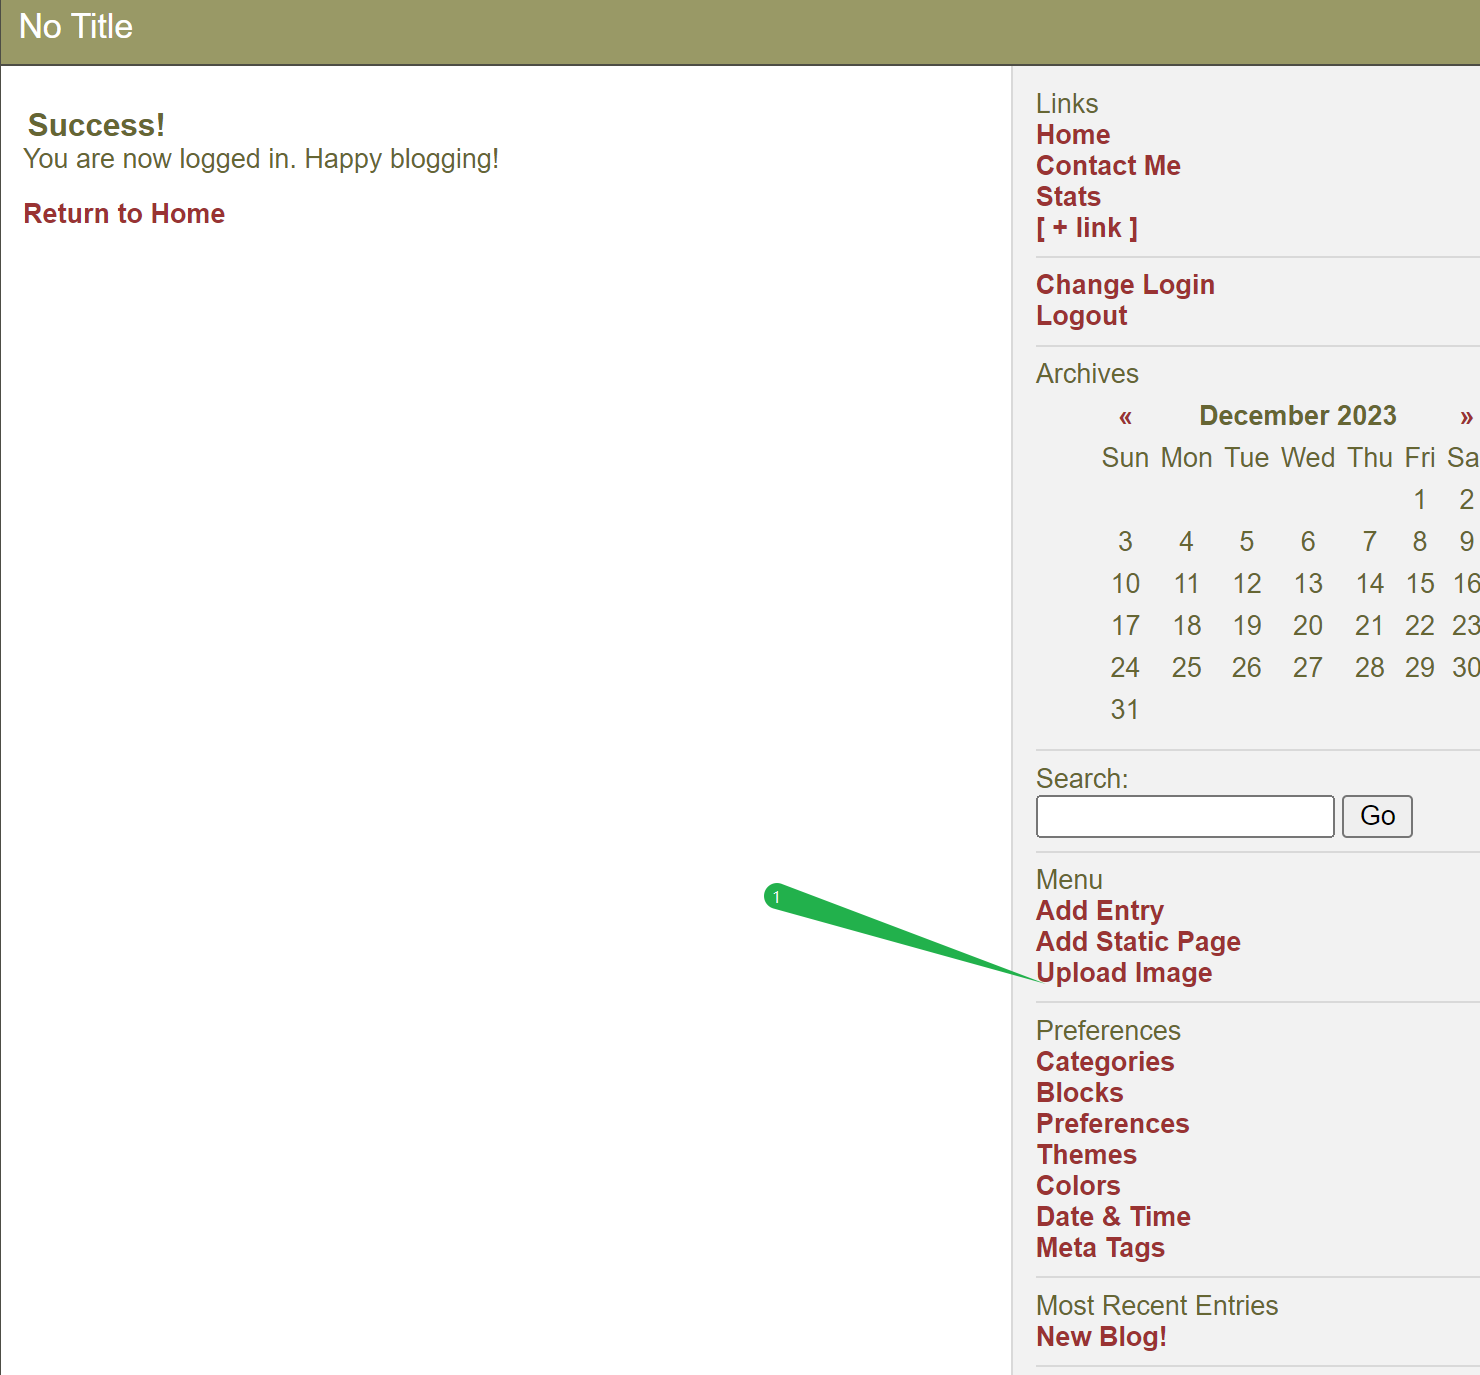 No Title
Success!
You are now logged in. Happy blogging!
Return to Home
Links
Home
Contact Me
Stats
[ + link ]
Change Login
Logout
Archives
« December 2023 »
Sun Mon Tue Wed Thu Fri Sa
1 2
3 4 5 6 7 8 9
10 11 12 13 14 15 16
17 18 19 20 21 22 23
24 25 26 27 28 29 30
31
Search:
Go
Menu
Add Entry
Add Static Page
1
Upload Image
Preferences
Categories
Blocks
Preferences
Themes
Colors
Date & Time
Meta Tags
Most Recent Entries
New Blog!